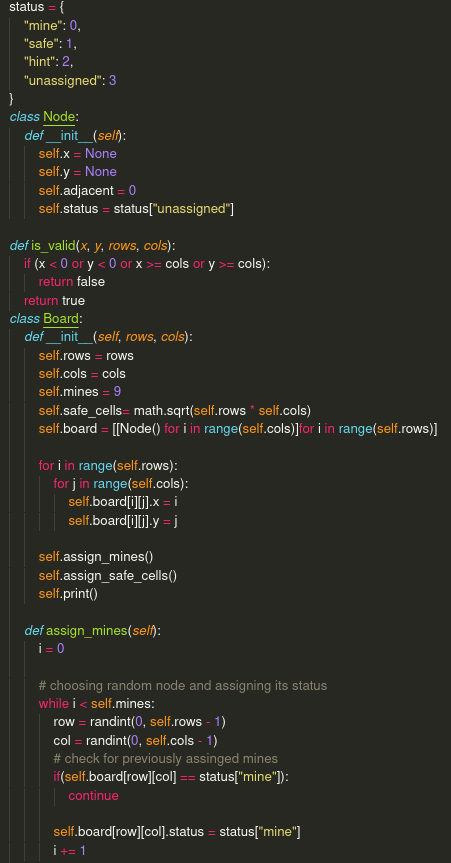 status = {
    "mine": 0,
    "safe": 1,
    "hint": 2,
    "unassigned": 3
}
class Node:
    def __init__(self):
        self.x = None
        self.y = None
        self.adjacent = 0
        self.status = status["unassigned"]

def is_valid(x, y, rows, cols):
    if (x < 0 or y < 0 or x >= cols or y >= cols):
        return false
    return true
class Board:
    def __init__(self, rows, cols):
        self.rows = rows
        self.cols = cols
        self.mines = 9
        self.safe_cells= math.sqrt(self.rows * self.cols)
        self.board = [[Node() for i in range(self.cols)]for i in range(self.rows)]

        for i in range(self.rows):
            for j in range(self.cols):
                self.board[i][j].x = i
                self.board[i][j].y = j

        self.assign_mines()
        self.assign_safe_cells()
        self.print()

    def assign_mines(self):
        i = 0

        # choosing random node and assigning its status
        while i < self.mines:
            row = randint(0, self.rows - 1)
            col = randint(0, self.cols - 1)
            # check for previously assinged mines
            if(self.board[row][col] == status["mine"]):
                continue

            self.board[row][col].status = status["mine"]
            i += 1